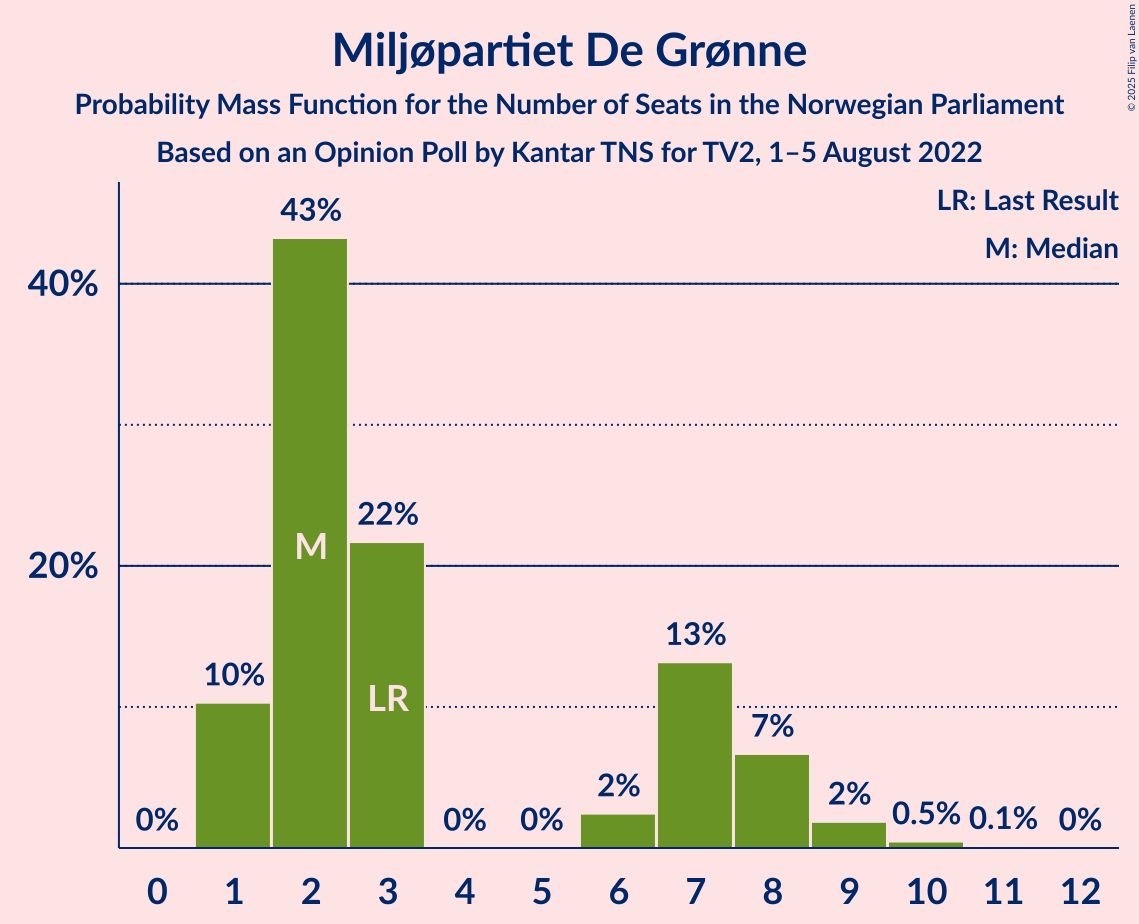 Miljøpartiet De Grønne
Probability Mass Function for the Number of Seats in the Norwegian Parliament
Based on an Opinion Poll by Kantar TNS for TV2, 1–5 August 2022
© 2025 Filip van Laenen
LR: Last Result
M: Median
40%
20%
0%
10%
43%
22%
0%
0%
2%
13%
7%
2%
0.5%
0.1%
0%
M
LR
0 1 2 3 4 5 6 7 8 9 10 11 12